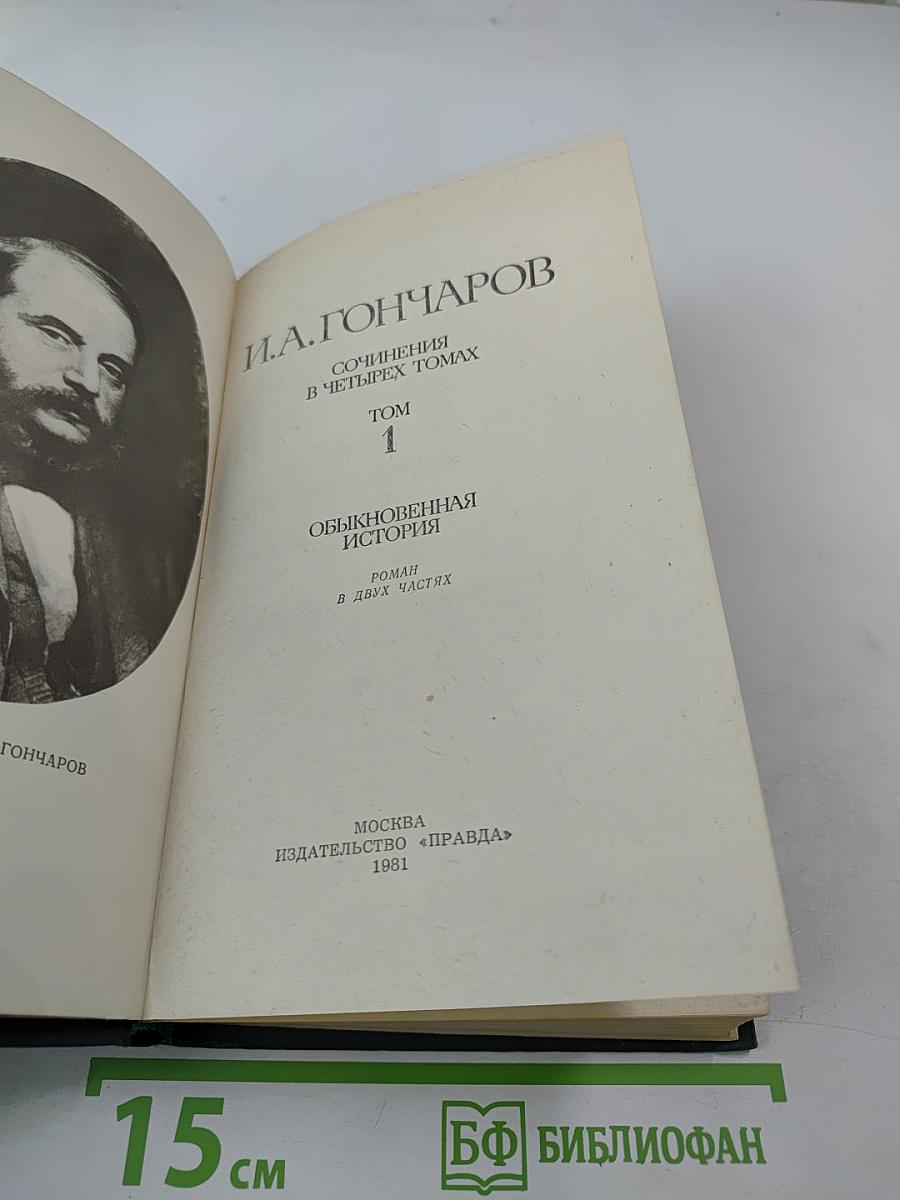 И.А.ГОНЧАРОВ
СОЧИНЕНИЯ
В ЧЕТЫРЕХ ТОМАХ
ТОМ
1
ОБЫКНОВЕННАЯ
ИСТОРИЯ
РОМАН
В ДВУХ ЧАСТЯХ
МОСКВА
ИЗДАТЕЛЬСТВО «ПРАВДА»
1981
ГОНЧАРОВ
15 СМ
БФ БИБЛИОФАН